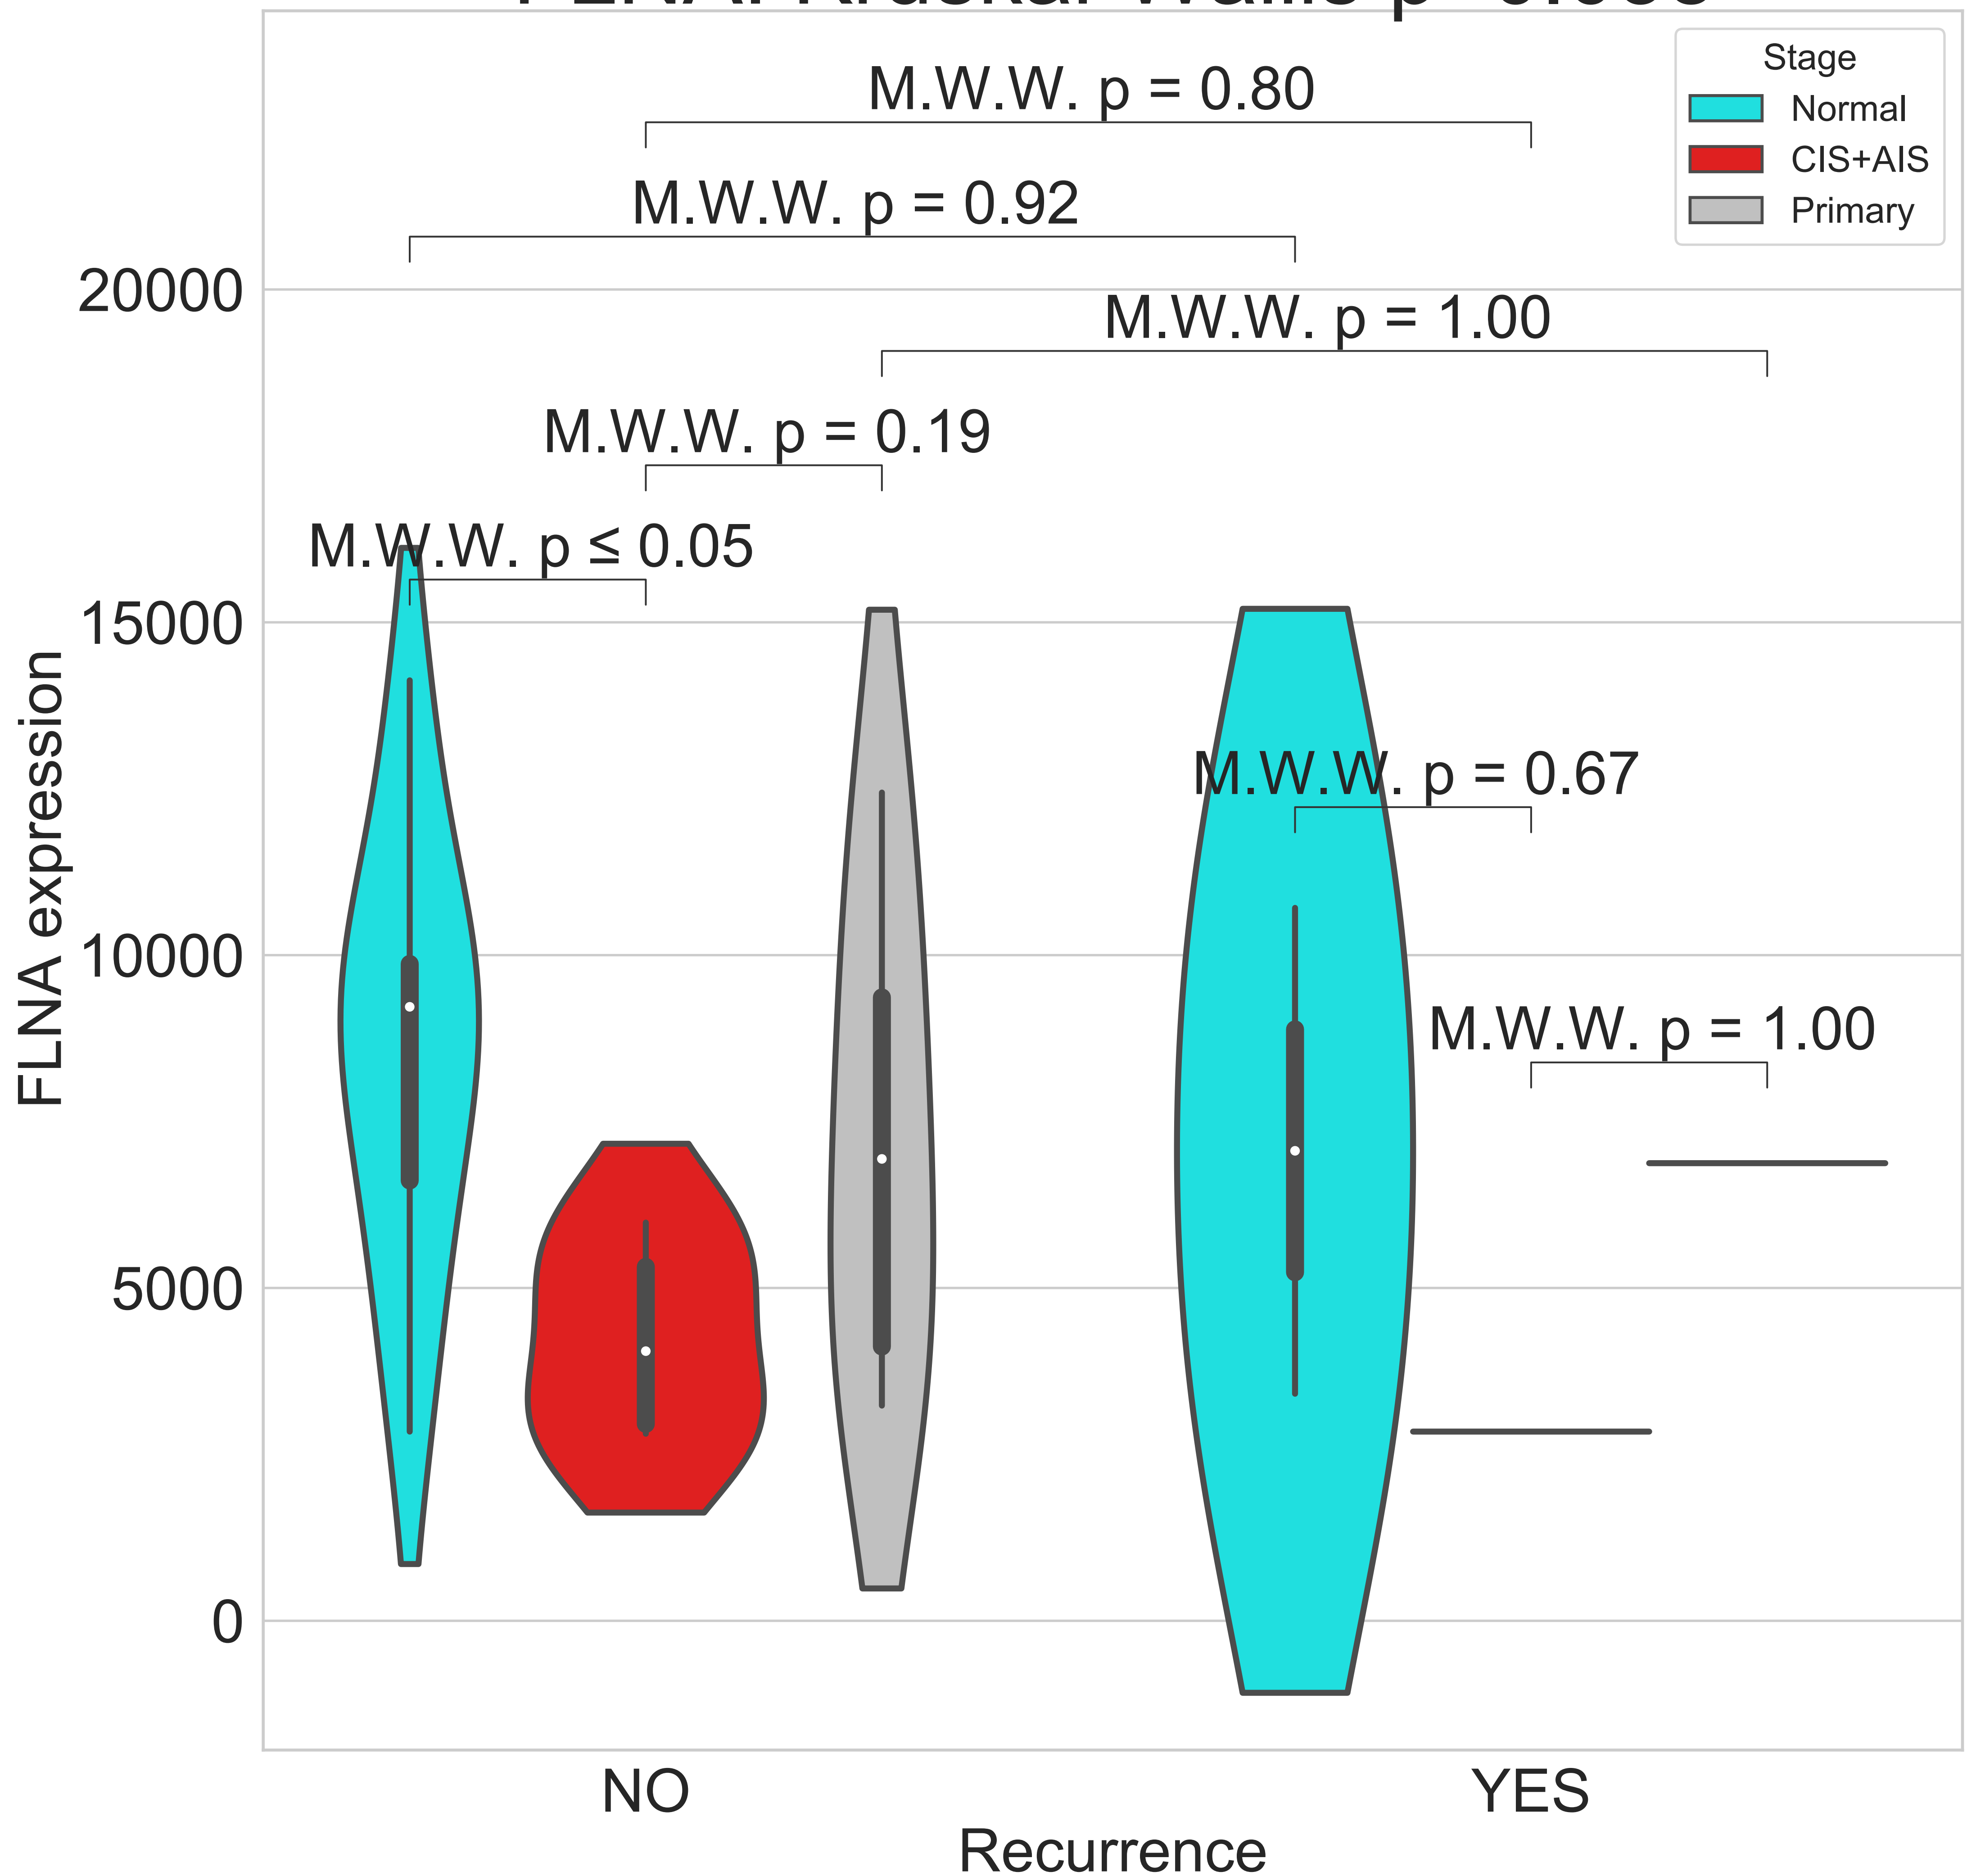 Stage
Normal
CIS+AIS
Primary
M.W.W. p = 0.80
M.W.W. p = 0.92
M.W.W. p = 1.00
M.W.W. p = 0.19
M.W.W. p ≤ 0.05
M.W.W. p = 0.67
M.W.W. p = 1.00
20000
15000
10000
5000
0
FLNA expression
NO
YES
Recurrence